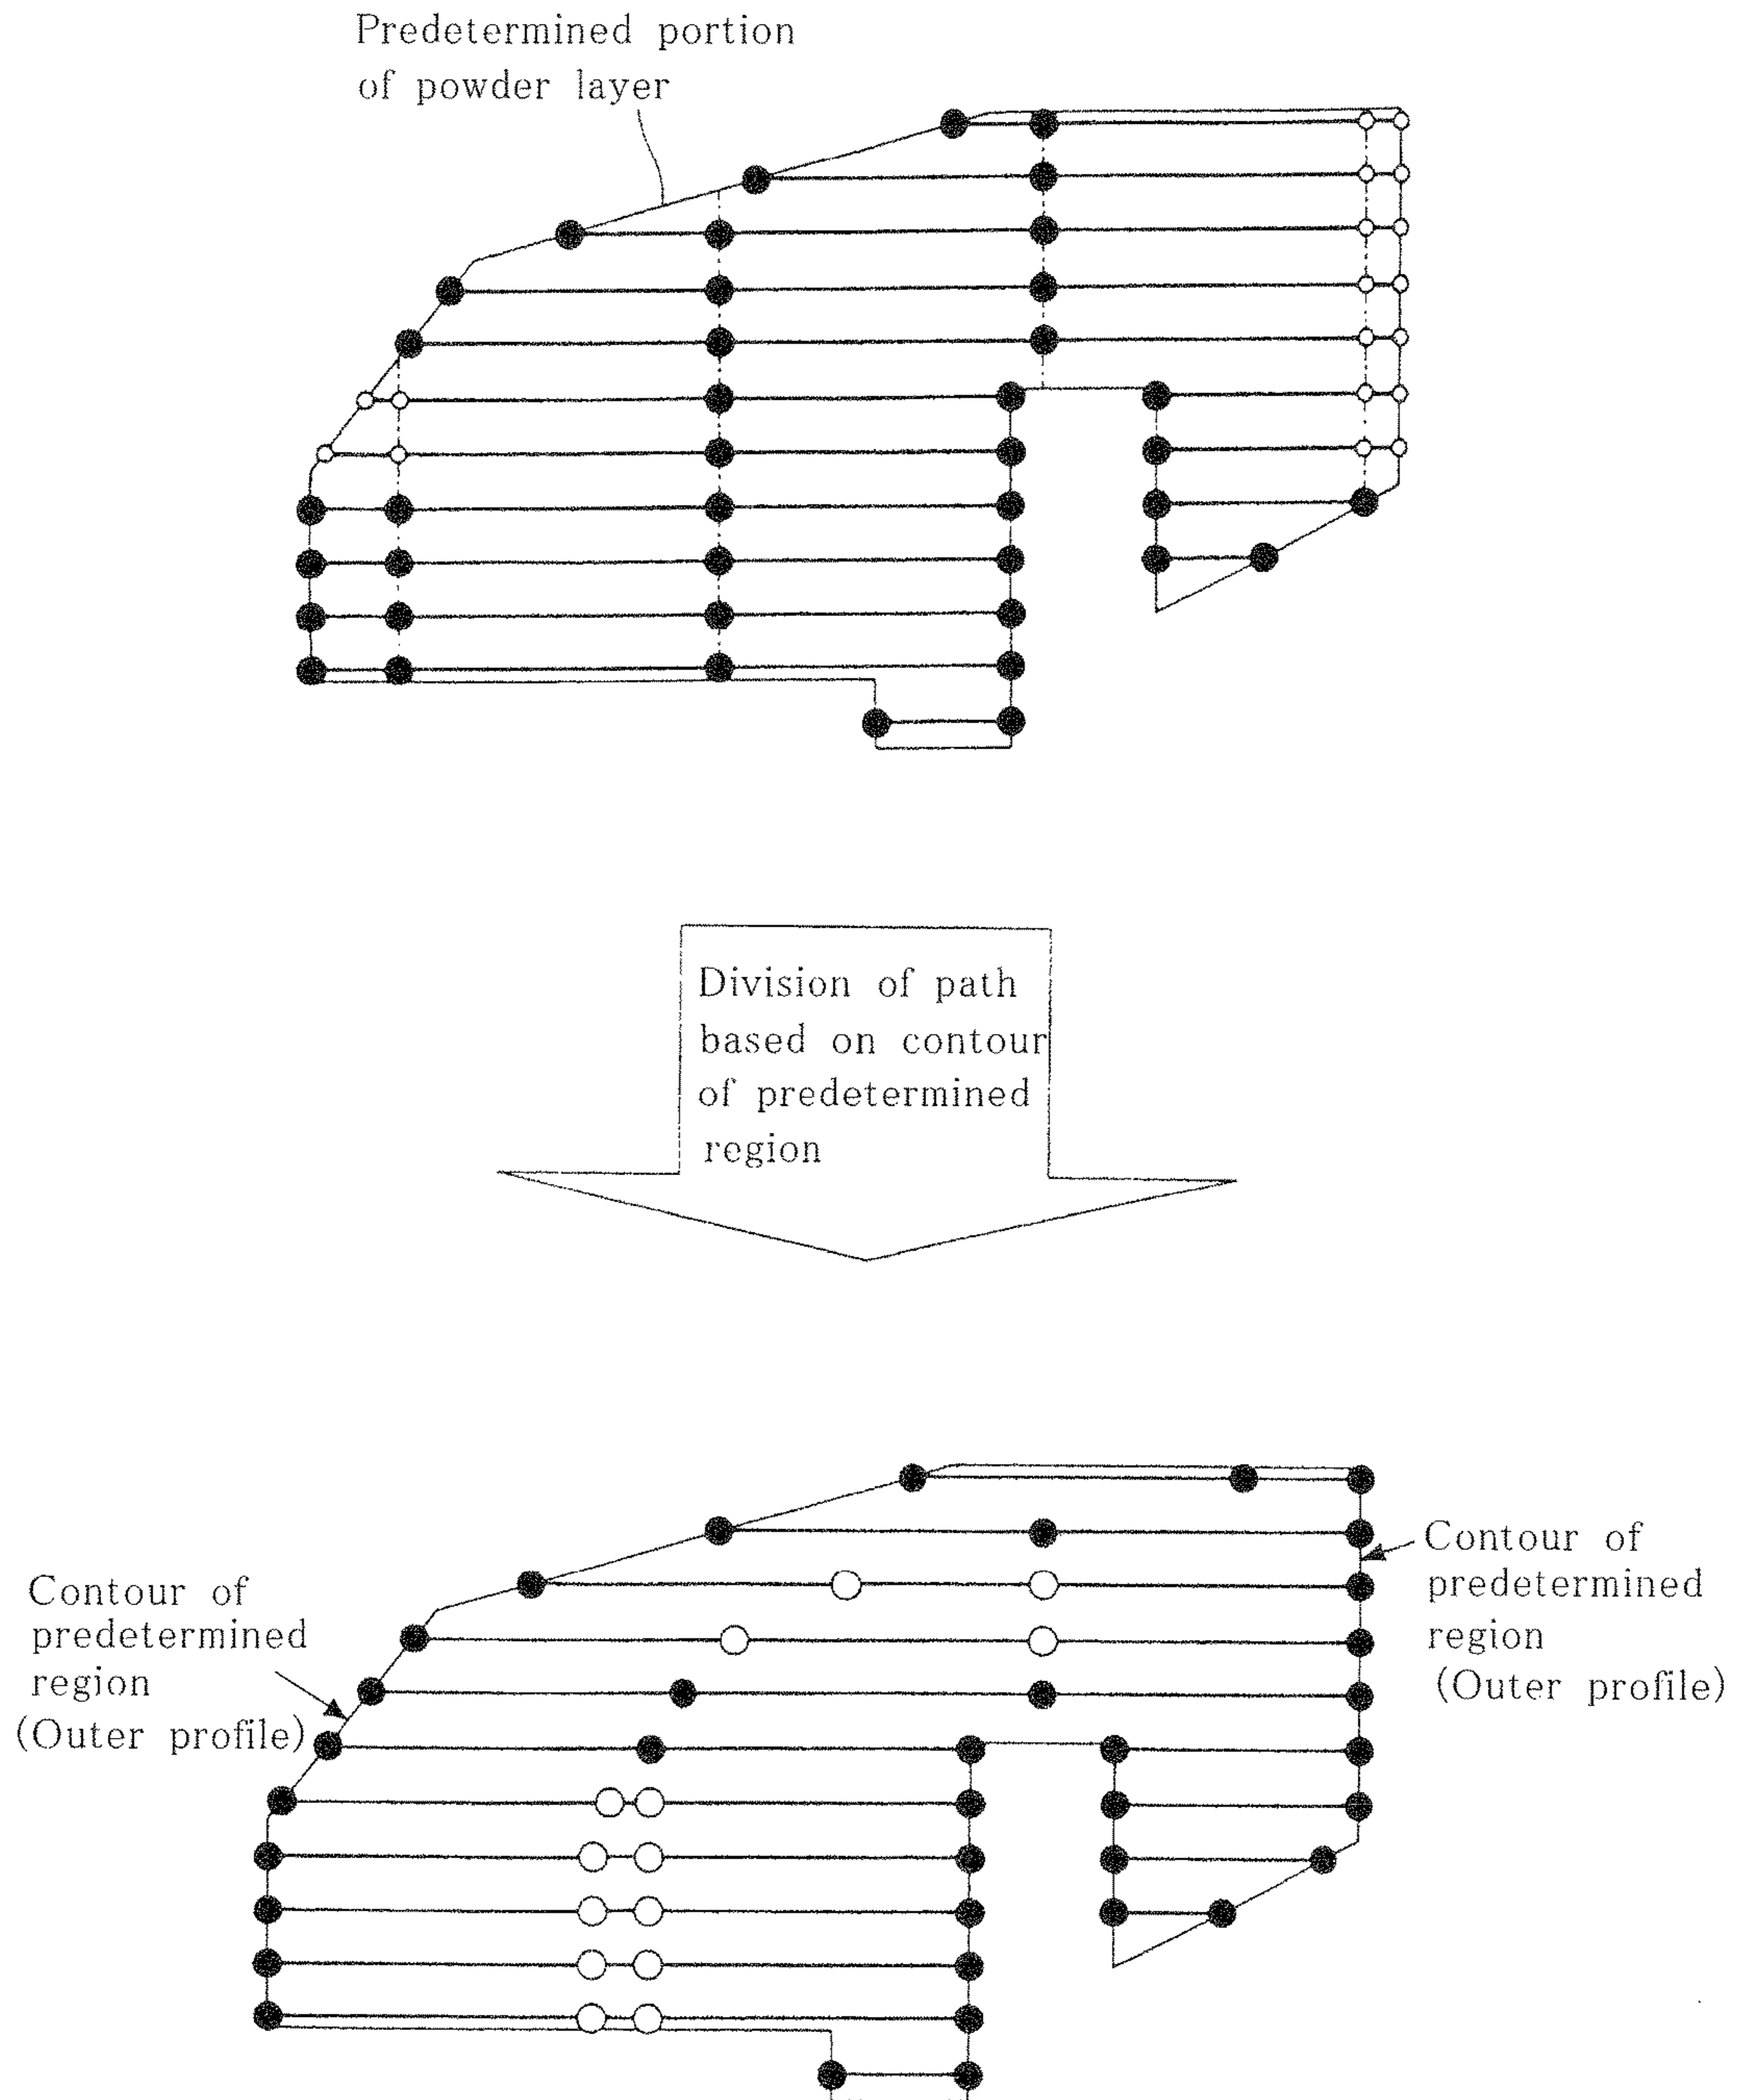 Predetermined portion
of powder layer
Division of path
based on contour
of predetermined
region
Contour of
predetermined
region
(Outer profile)
Contour of
predetermined
region
(Outer profile)